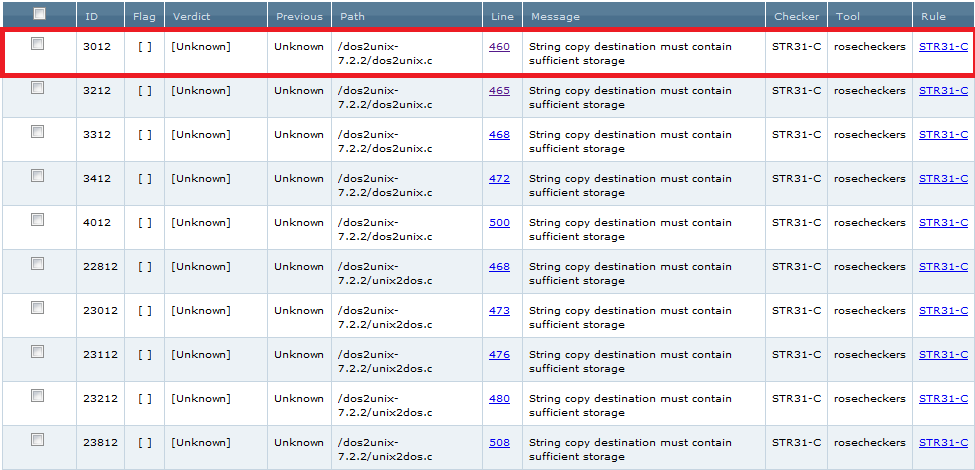 ID Flag Verdict Previous Path Line Message Checker Tool Rule
3012 [ ] [Unknown] Unknown /dos2unix- 460 String copy destination must contain STR31-C rosecheckers STR31-C
7.2.2/dos2unix.c sufficient storage
3212 [ ] [Unknown] Unknown /dos2unix- 465 String copy destination must contain STR31-C rosecheckers STR31-C
7.2.2/dos2unix.c sufficient storage
3312 [ ] [Unknown] Unknown /dos2unix- 468 String copy destination must contain STR31-C rosecheckers STR31-C
7.2.2/dos2unix.c sufficient storage
3412 [ ] [Unknown] Unknown /dos2unix- 472 String copy destination must contain STR31-C rosecheckers STR31-C
7.2.2/dos2unix.c sufficient storage
4012 [ ] [Unknown] Unknown /dos2unix- 500 String copy destination must contain STR31-C rosecheckers STR31-C
7.2.2/dos2unix.c sufficient storage
22812 [ ] [Unknown] Unknown /dos2unix- 468 String copy destination must contain STR31-C rosecheckers STR31-C
7.2.2/unix2dos.c sufficient storage
23012 [ ] [Unknown] Unknown /dos2unix- 473 String copy destination must contain STR31-C rosecheckers STR31-C
7.2.2/unix2dos.c sufficient storage
23112 [ ] [Unknown] Unknown /dos2unix- 476 String copy destination must contain STR31-C rosecheckers STR31-C
7.2.2/unix2dos.c sufficient storage
23212 [ ] [Unknown] Unknown /dos2unix- 480 String copy destination must contain STR31-C rosecheckers STR31-C
7.2.2/unix2dos.c sufficient storage
23812 [ ] [Unknown] Unknown /dos2unix- 508 String copy destination must contain STR31-C rosecheckers STR31-C
7.2.2/unix2dos.c sufficient storage